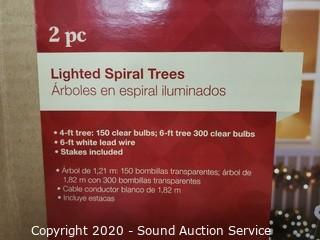 2 pc
Lighted Spiral Trees
Árboles en espiral iluminados
• 4-ft tree: 150 clear bulbs; 6-ft tree 300 clear bulbs
• 6-ft white lead wire
• Stakes included
• Árbol de 1,21 m: 150 bombillas transparentes; árbol de
1,82 m con 300 bombillas transparentes
• Cable conductor blanco de 1,82 m
• Incluye estacas
Copyright 2020 - Sound Auction Service